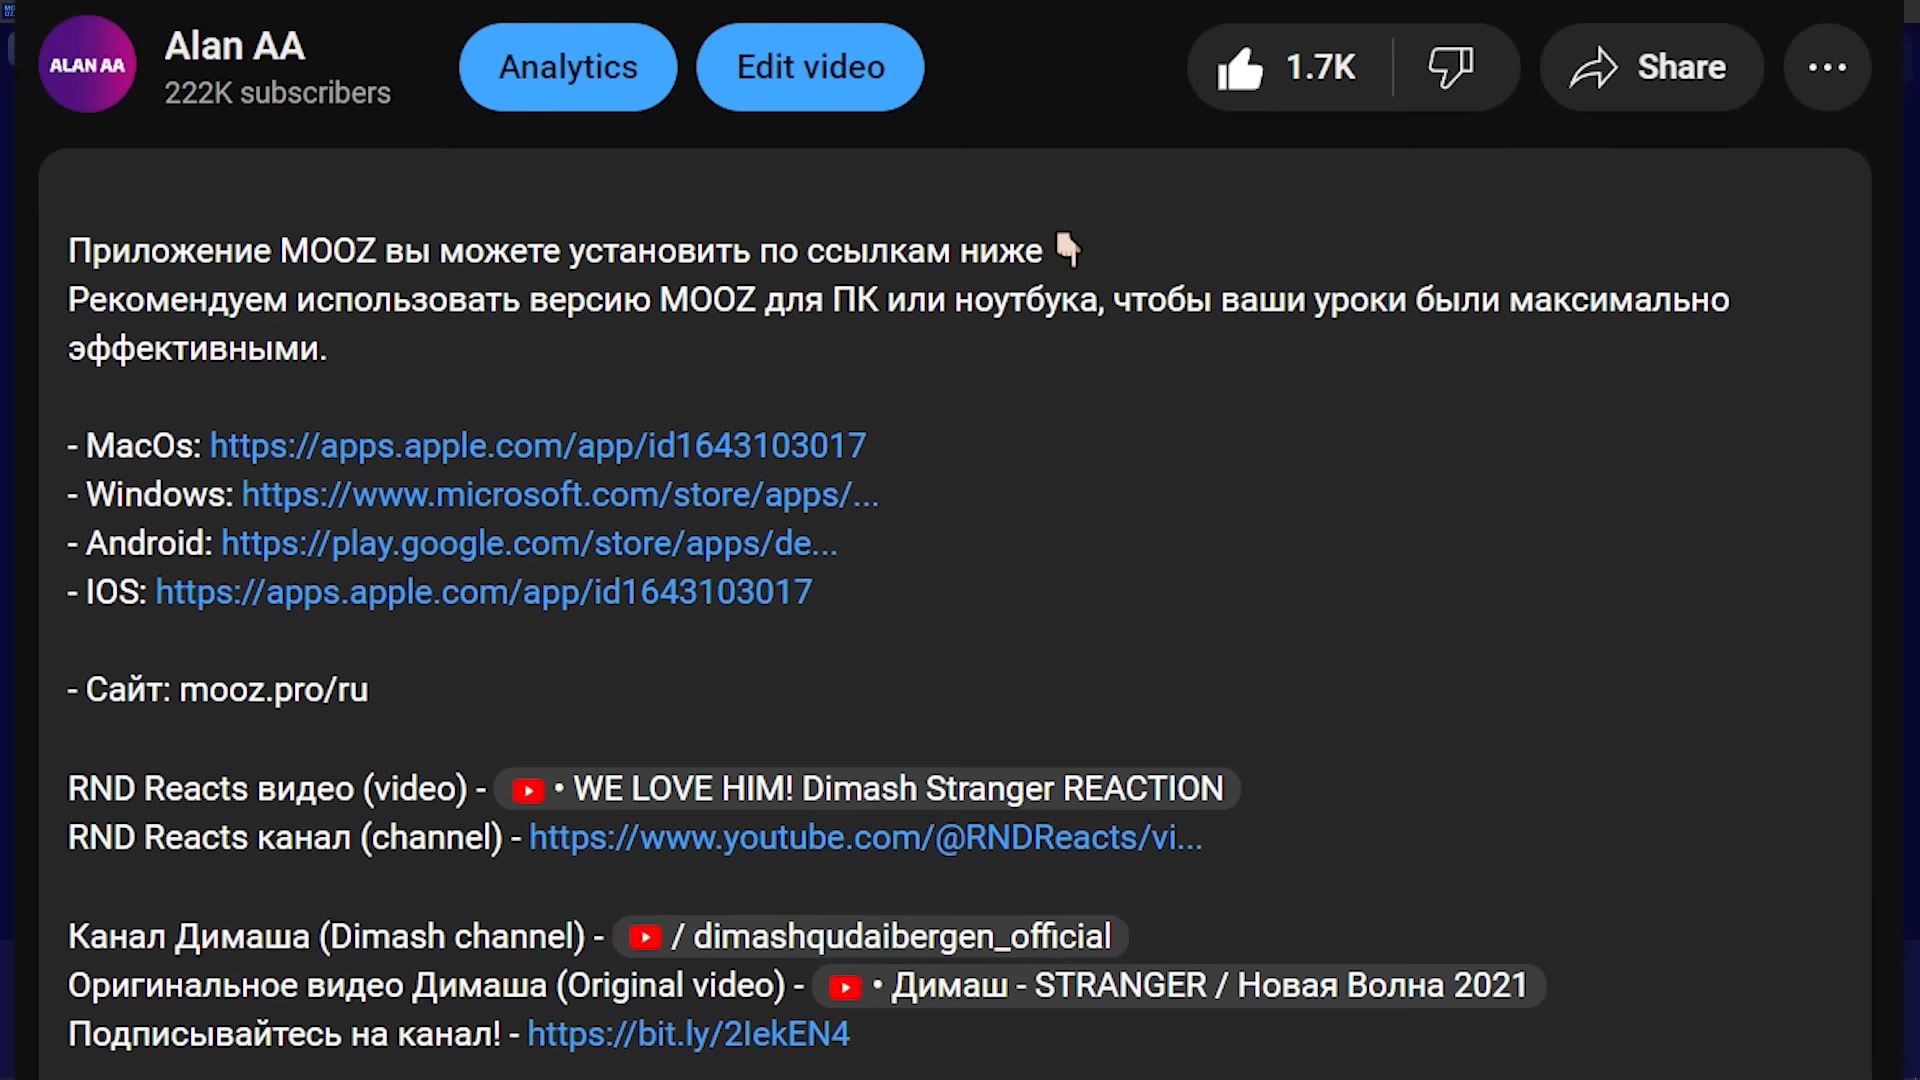 ALAN AA
Alan AA
222K subscribers
Analytics
Edit video
1.7K
Share
Приложение MOOZ вы можете установить по ссылкам ниже 👇🏻
Рекомендуем использовать версию MOOZ для ПК или ноутбука, чтобы ваши уроки были максимально
эффективными.
- MacOs: https://apps.apple.com/app/id1643103017
- Windows: https://www.microsoft.com/store/apps/...
- Android: https://play.google.com/store/apps/de...
- IOS: https://apps.apple.com/app/id1643103017
- Сайт: mooz.pro/ru
RND Reacts видео (video) - • WE LOVE HIM! Dimash Stranger REACTION
RND Reacts канал (channel) - https://www.youtube.com/@RNDReacts/vi...
Канал Димаша (Dimash channel) - / dimashqudaibergen_official
Оригинальное видео Димаша (Original video) - • Димаш - STRANGER / Новая Волна 2021
Подписывайтесь на канал! - https://bit.ly/2IekEN4